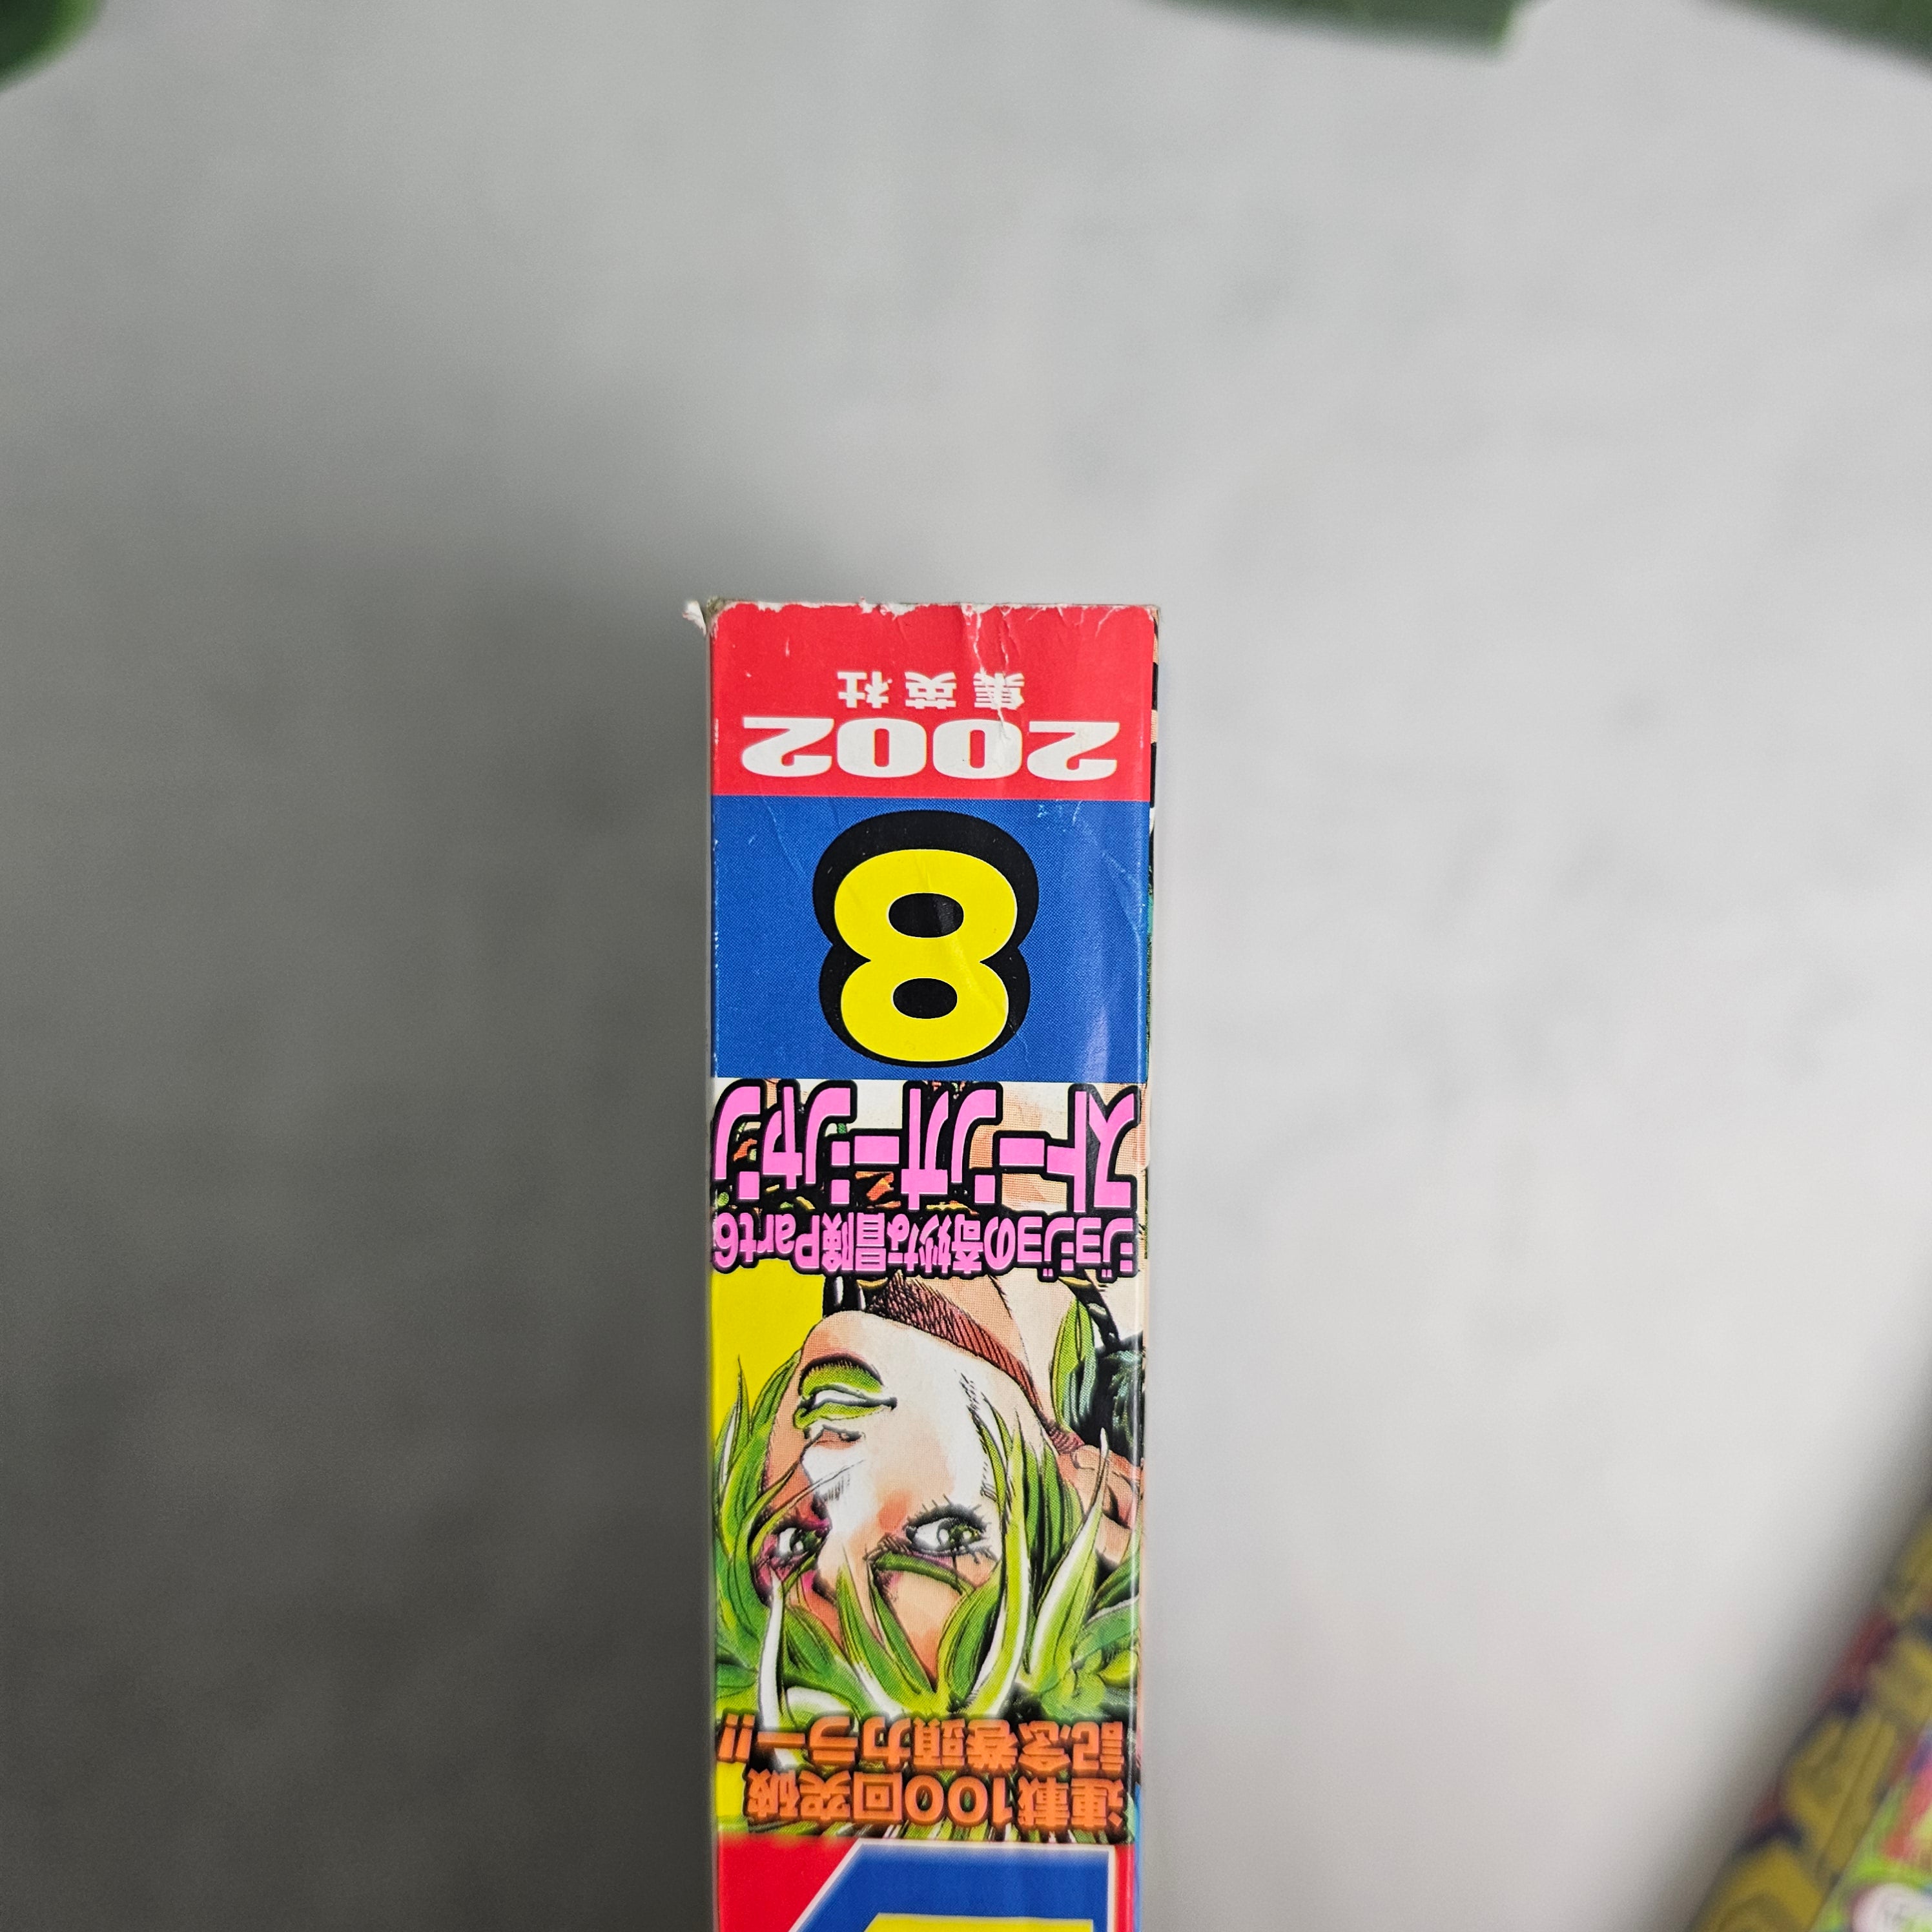 連載100回突破
記念巻頭カラー!!
ジョジョの奇妙な冒険Part6
ストーンオーシャン
8
2002
集英社